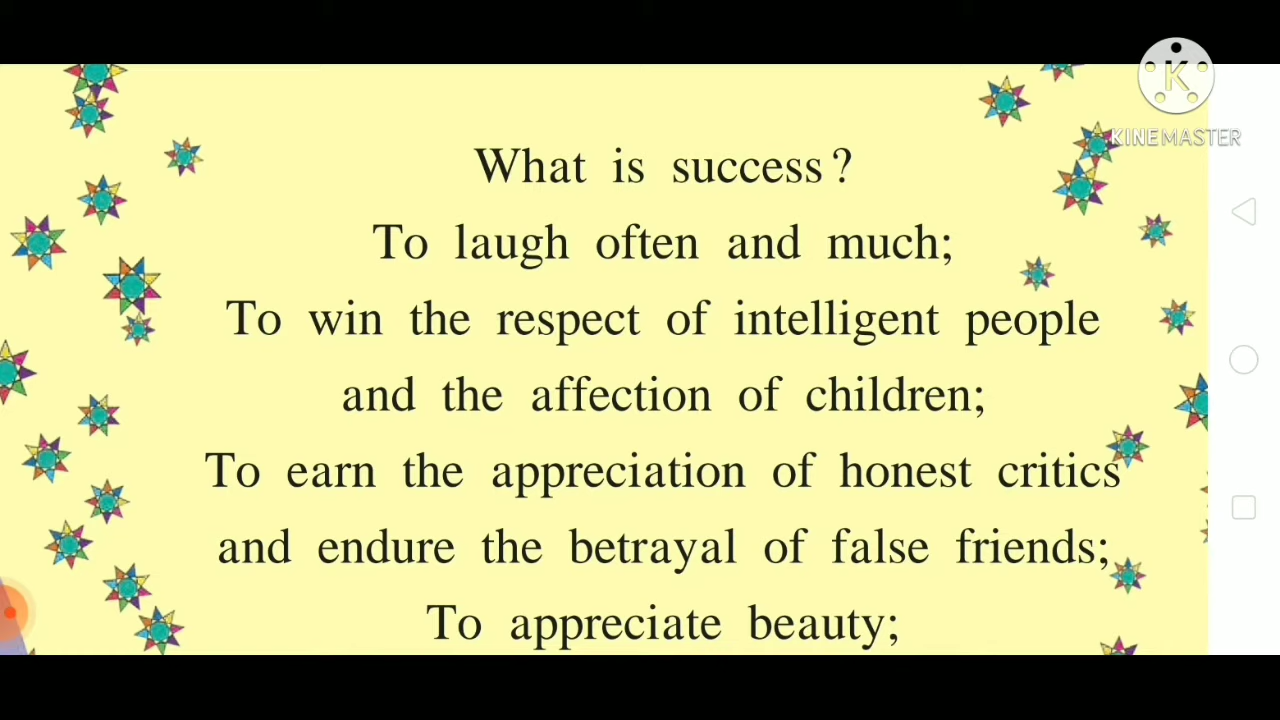 KINEMASTER
What is success?
To laugh often and much;
To win the respect of intelligent people
and the affection of children;
To earn the appreciation of honest critics
and endure the betrayal of false friends;
To appreciate beauty;